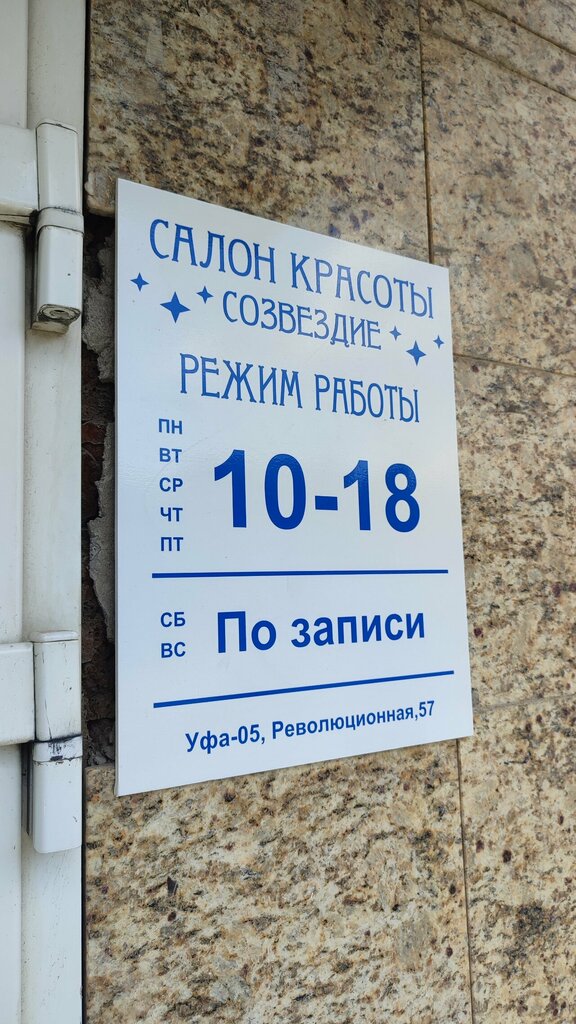 САЛОН КРАСОТЫ
СОЗВЕЗДИЕ
РЕЖИМ РАБОТЫ
ПН
ВТ
СР
ЧТ
ПТ
10-18
СБ
ВС
По записи
Уфа-05, Революционная,57